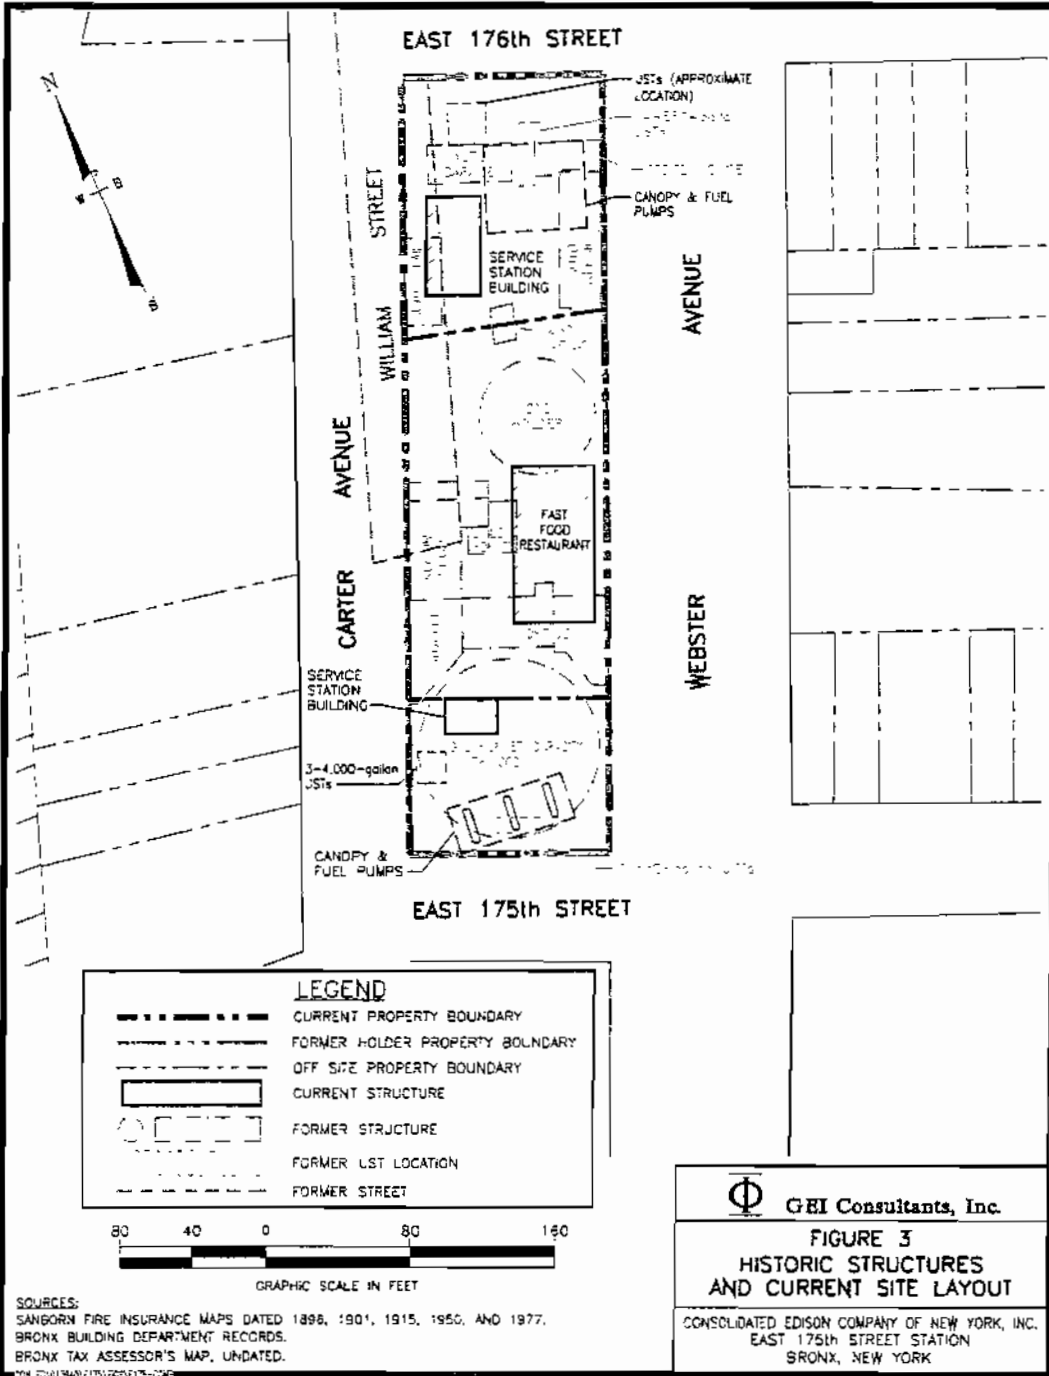 EAST 176th STREET
USTs (APPROXIMATE
LOCATION)
CANOPY & FUEL
PUMPS
N
STREET
WILLIAM
SERVICE
STATION
BUILDING
AVENUE
WEBSTER
AVENUE
CARTER
FAST
FOOD
RESTAURANT
SERVICE
STATION
BUILDING
3-4,000-gallon
USTs
CANOPY &
FUEL PUMPS
EAST 175th STREET
LEGEND
CURRENT PROPERTY BOUNDARY
FORMER HOLDER PROPERTY BOUNDARY
OFF SITE PROPERTY BOUNDARY
CURRENT STRUCTURE
FORMER STRUCTURE
FORMER UST LOCATION
FORMER STREET
80 40 0 80 160
GRAPHIC SCALE IN FEET
SOURCES:
SANBORN FIRE INSURANCE MAPS DATED 1896, 1901, 1915, 1950, AND 1977.
BRONX BUILDING DEPARTMENT RECORDS.
BRONX TAX ASSESSOR'S MAP, UNDATED.
GEI Consultants, Inc.
FIGURE 3
HISTORIC STRUCTURES
AND CURRENT SITE LAYOUT
CONSOLIDATED EDISON COMPANY OF NEW YORK, INC.
EAST 175th STREET STATION
BRONX, NEW YORK